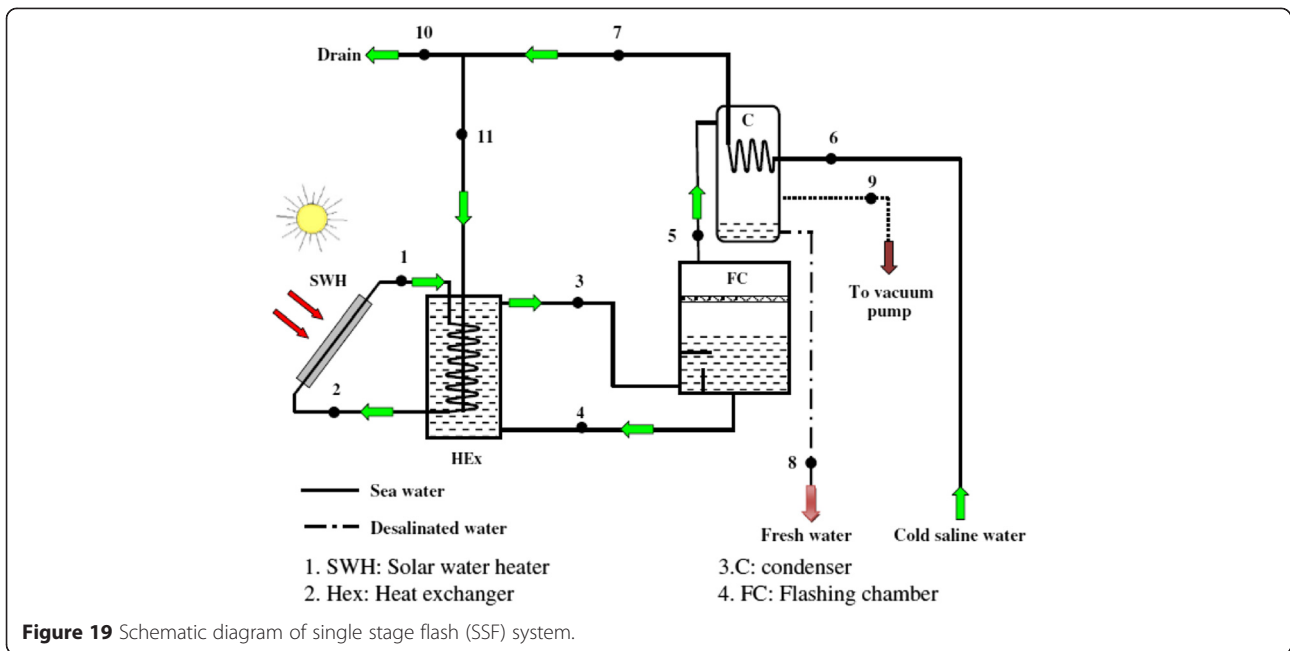 10
7
Drain
C
11
6
9
5
1
SWH
FC
3
To vacuum
pump
2
4
HEx
8
Sea water
Desalinated water
Fresh water
Cold saline water
1. SWH: Solar water heater
3.C: condenser
2. Hex: Heat exchanger
4. FC: Flashing chamber
Figure 19 Schematic diagram of single stage flash (SSF) system.